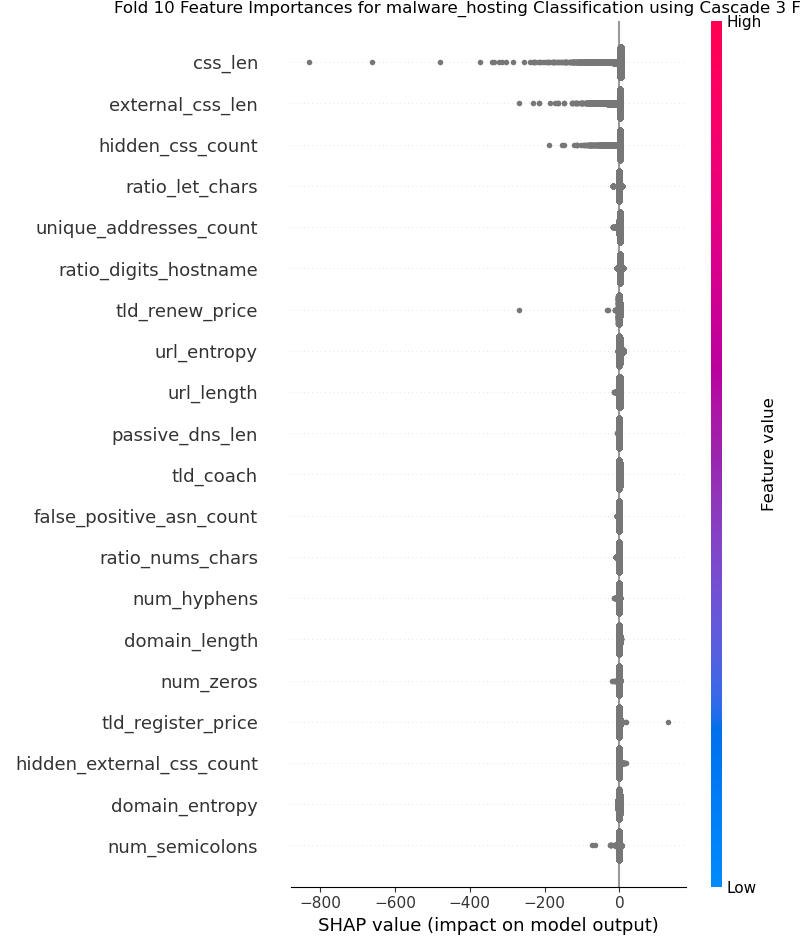 Fold 10 Feature Importances for malware_hosting Classification using Cascade 3 F
High
css_len
external_css_len
hidden_css_count
ratio_let_chars
unique_addresses_count
ratio_digits_hostname
tld_renew_price
url_entropy
url_length
passive_dns_len
tld_coach
false_positive_asn_count
ratio_nums_chars
num_hyphens
domain_length
num_zeros
tld_register_price
hidden_external_css_count
domain_entropy
num_semicolons
Feature value
Low
−800 −600 −400 −200 0
SHAP value (impact on model output)